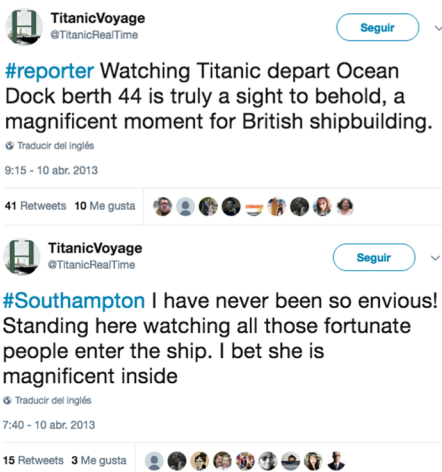 TitanicVoyage
@TitanicRealTime
Seguir
#reporter Watching Titanic depart Ocean
Dock berth 44 is truly a sight to behold, a
magnificent moment for British shipbuilding.
Traducir del inglés
9:15 - 10 abr. 2013
41 Retweets 10 Me gusta
TitanicVoyage
@TitanicRealTime
Seguir
#Southampton I have never been so envious!
Standing here watching all those fortunate
people enter the ship. I bet she is
magnificent inside
Traducir del inglés
7:40 - 10 abr. 2013
15 Retweets 3 Me gusta